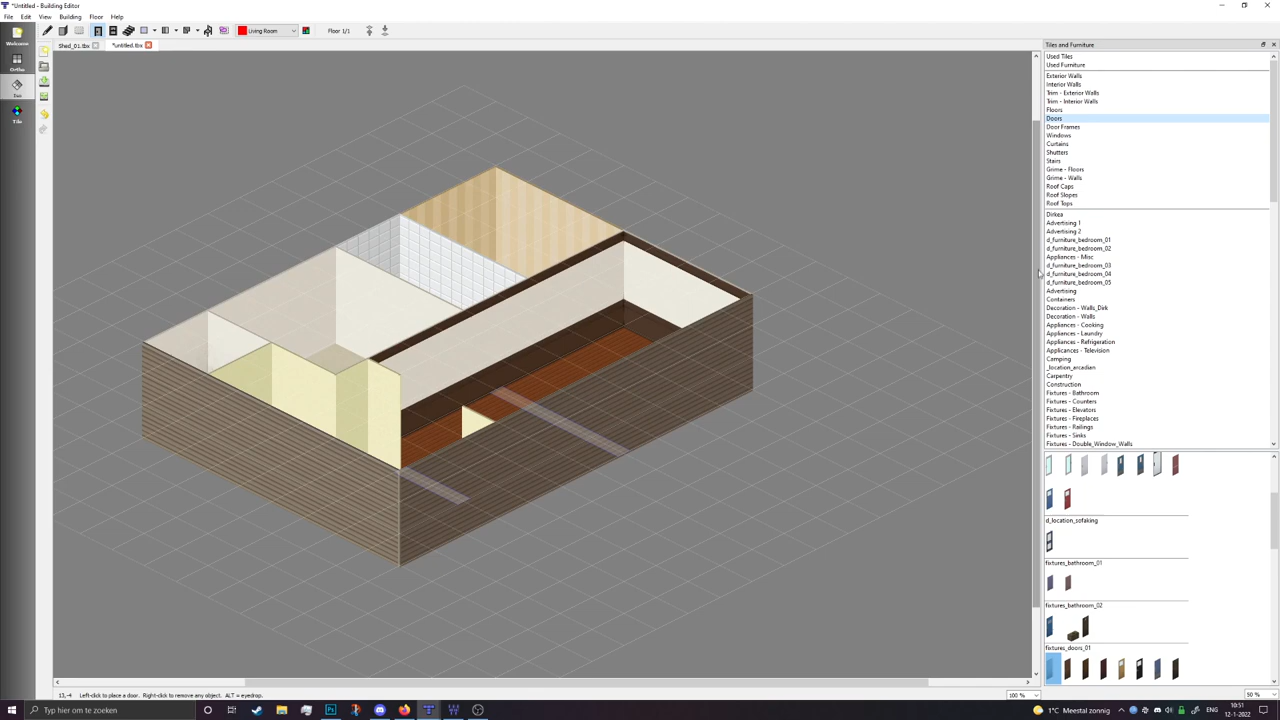 *Untitled - Building Editor
File Edit View Building Floor Help
Living Room Floor 1/1
Shed_01.tbx *untitled.tbx
Welcome
Ortho
Iso
Tile
Tiles and Furniture
Used Tiles
Used Furniture
Exterior Walls
Interior Walls
Trim - Exterior Walls
Trim - Interior Walls
Floors
Doors
Door Frames
Windows
Curtains
Shutters
Stairs
Grime - Floors
Grime - Walls
Roof Caps
Roof Slopes
Roof Tops
Dirkea
Advertising 1
Advertising 2
d_furniture_bedroom_01
d_furniture_bedroom_02
Appliances - Misc
d_furniture_bedroom_03
d_furniture_bedroom_04
d_furniture_bedroom_05
Advertising
Containers
Decoration - Walls_Dirk
Decoration - Walls
Appliances - Cooking
Appliances - Laundry
Appliances - Refrigeration
Applicances - Television
Camping
_location_arcadian
Carpentry
Construction
Fixtures - Bathroom
Fixtures - Counters
Fixtures - Elevators
Fixtures - Fireplaces
Fixtures - Railings
Fixtures - Sinks
Fixtures - Double_Window_Walls
d_location_sofaking
fixtures_bathroom_01
fixtures_bathroom_02
fixtures_doors_01
13,-4 Left-click to place a door. Right-click to remove any object. ALT = eyedrop.
100 %
50 %
Typ hier om te zoeken
1°C Meestal zonnig
ENG
10:51
12-1-2022